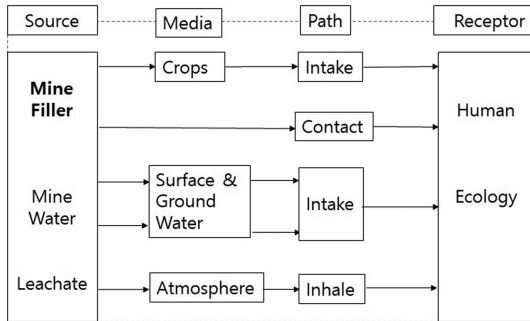 Source Media Path Receptor
Crops Intake
Mine
Filler
Human
Contact
Surface &
Ground
Water
Mine
Water
Intake
Ecology
Leachate Atmosphere Inhale